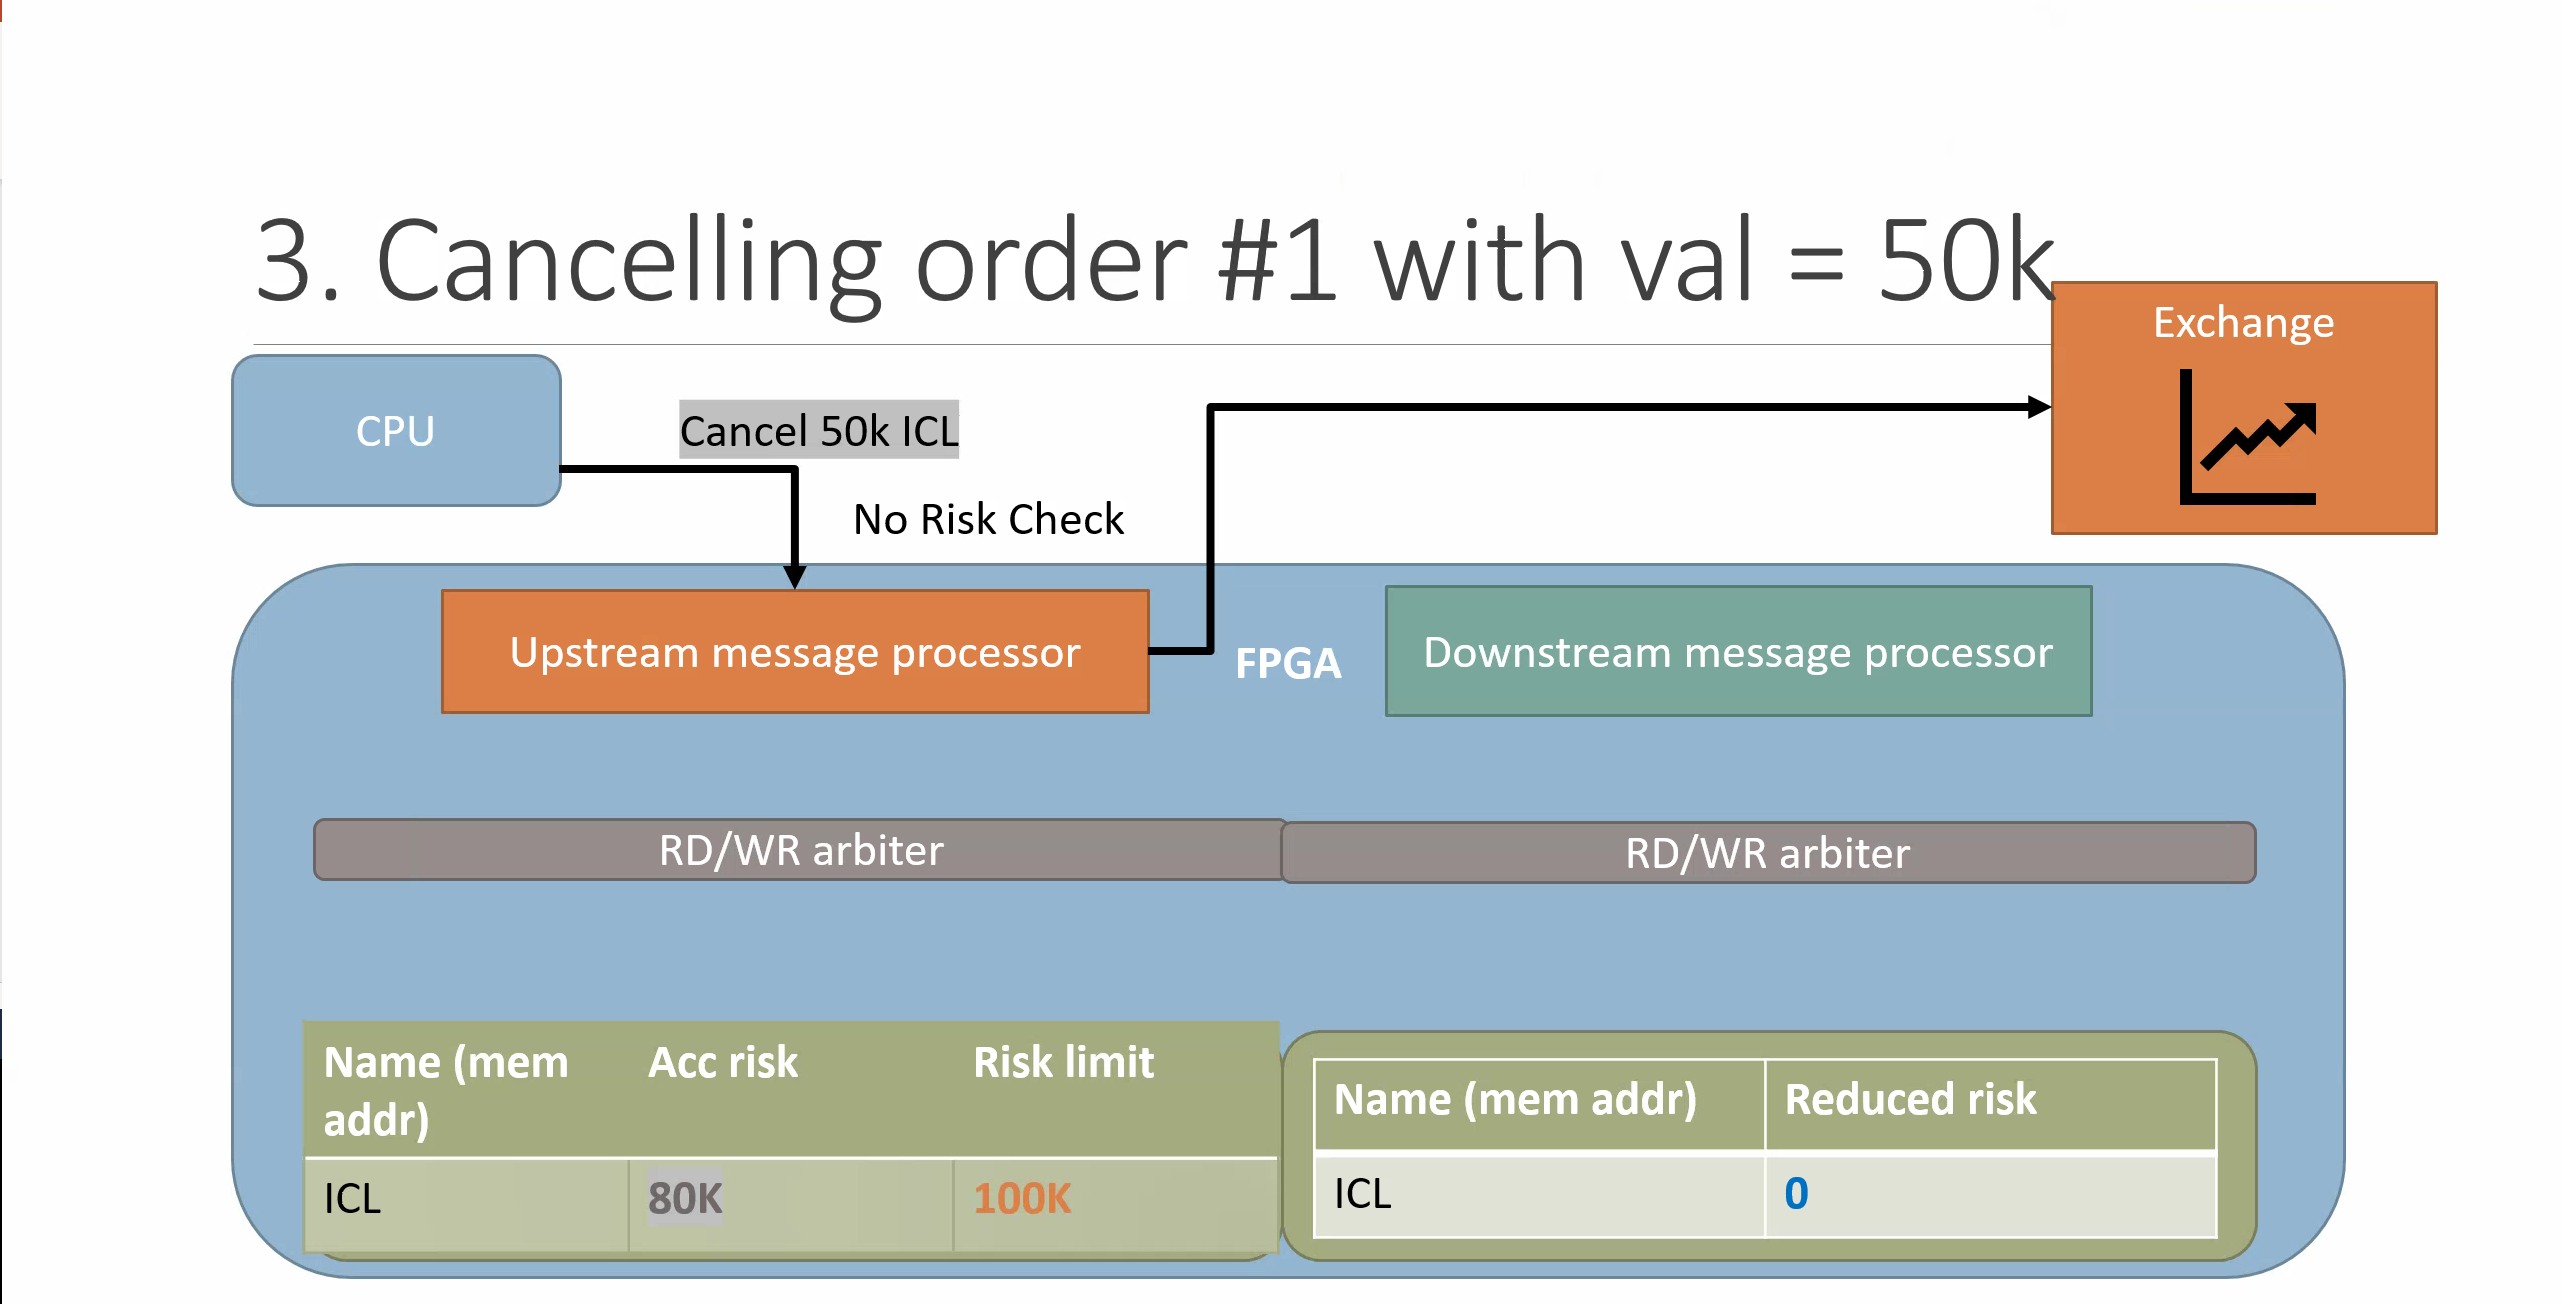 3. Cancelling order #1 with val = 50k
Exchange
CPU
Cancel 50k ICL
No Risk Check
Upstream message processor
FPGA
Downstream message processor
RD/WR arbiter
RD/WR arbiter
Name (mem
addr)
Acc risk
Risk limit
ICL
80K
100K
Name (mem addr)
Reduced risk
ICL
0